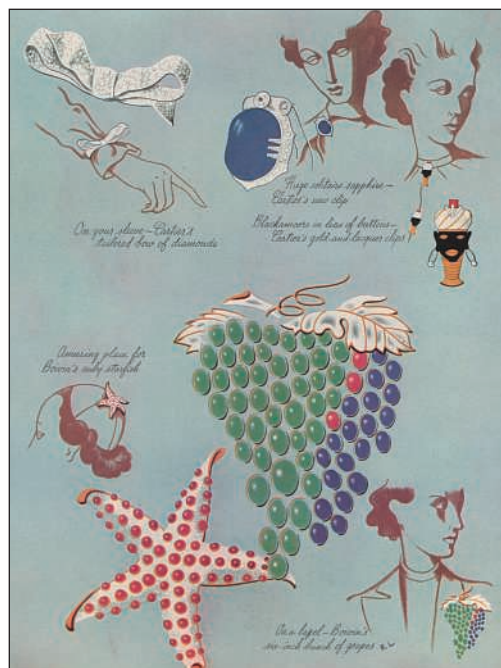 On your sleeve—Cartier's
tailored bow of diamonds
Huge solitaire sapphire—
Cartier's new clip
Blackamoors in lieu of buttons—
Cartier's gold and lacquer clips
Amusing place for
Boivin's ruby starfish
On a lapel—Boivin's
six-inch bunch of grapes